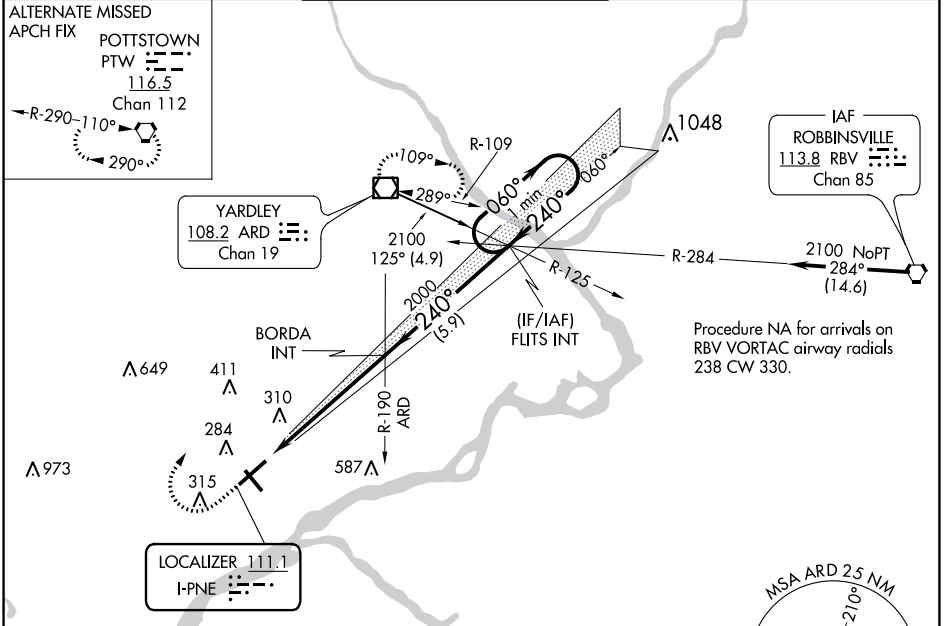 ALTERNATE MISSED
APCH FIX
POTTSTOWN
PTW
116.5
Chan 112
R-290
110°
290°
1048
IAF
ROBBINSVILLE
113.8 RBV
Chan 85
109°
R-109
289°
060°
1 min
240°
060°
YARDLEY
108.2 ARD
Chan 19
2100
125° (4.9)
R-125
R-284
2100 NoPT
284°
(14.6)
2000
240°
(5.9)
(IF/IAF)
FLITS INT
BORDA
INT
Procedure NA for arrivals on
RBV VORTAC airway radials
238 CW 330.
649
411
310
R-190
ARD
284
973
587
315
LOCALIZER 111.1
I-PNE
MSA ARD 25 NM
210°